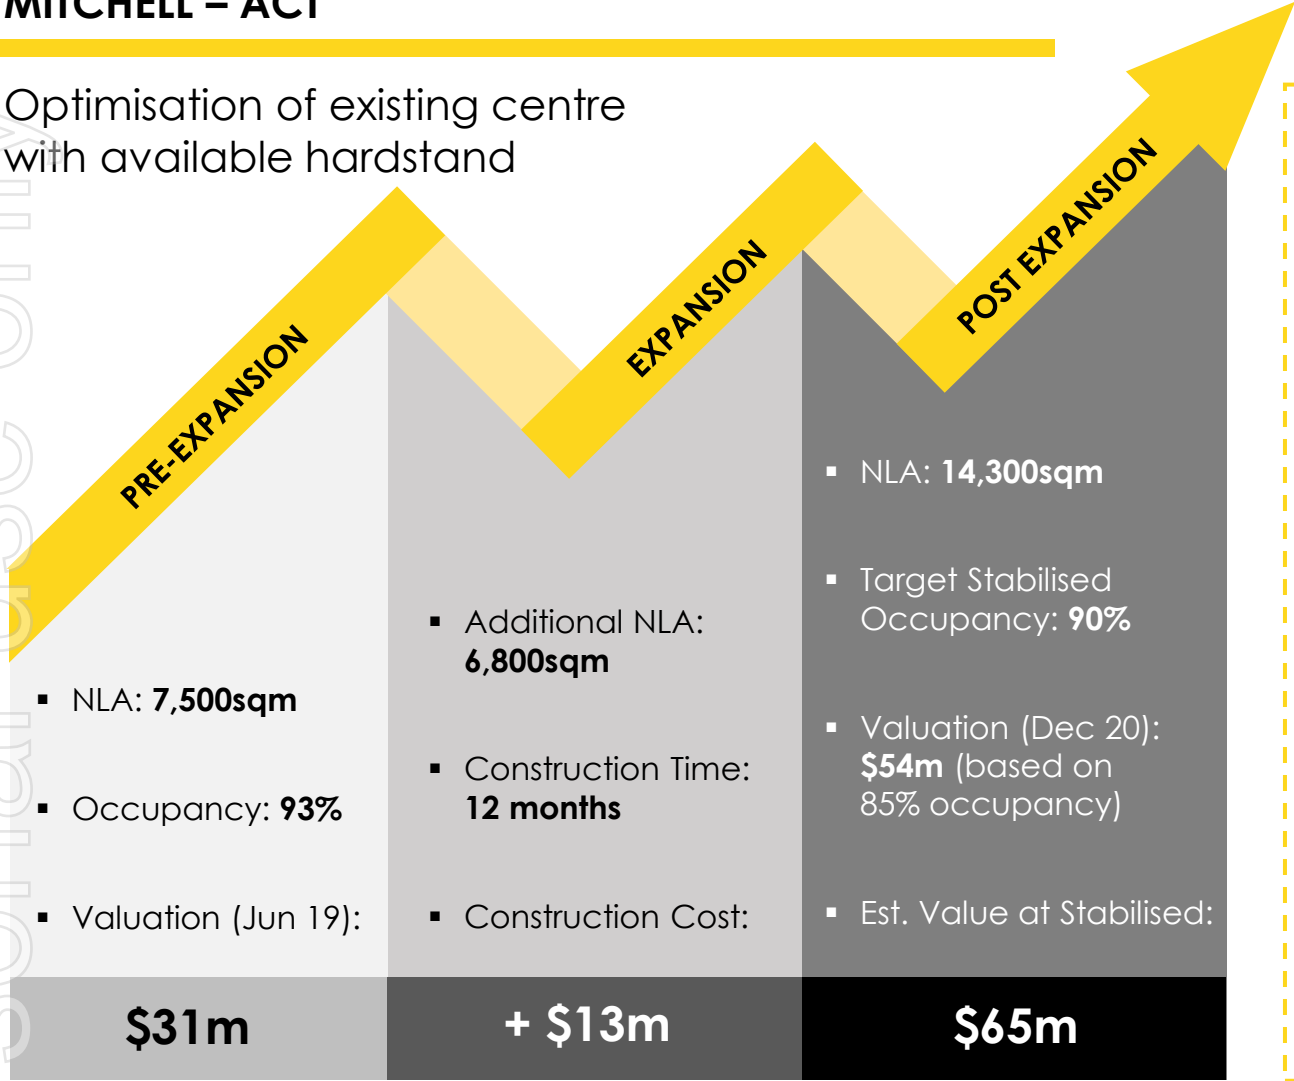 MITCHELL – ACT
Optimisation of existing centre
with available hardstand
PRE-EXPANSION
▪ NLA: 7,500sqm
▪ Occupancy: 93%
▪ Valuation (Jun 19):
$31m
EXPANSION
▪ Additional NLA:
6,800sqm
▪ Construction Time:
12 months
▪ Construction Cost:
+ $13m
POST EXPANSION
▪ NLA: 14,300sqm
▪ Target Stabilised
Occupancy: 90%
▪ Valuation (Dec 20):
$54m (based on
85% occupancy)
▪ Est. Value at Stabilised:
$65m